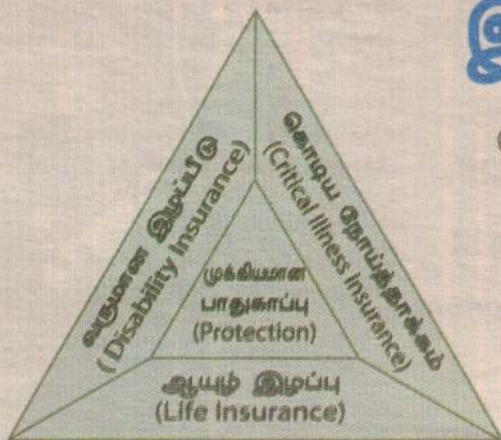 வருமான இழப்பீடு
(Disability Insurance)
கொடிய நோய்த்தாக்கம்
(Critical Illness Insurance)
முக்கியமான
பாதுகாப்பு
(Protection)
ஆயுழ் இழப்பு
(Life Insurance)